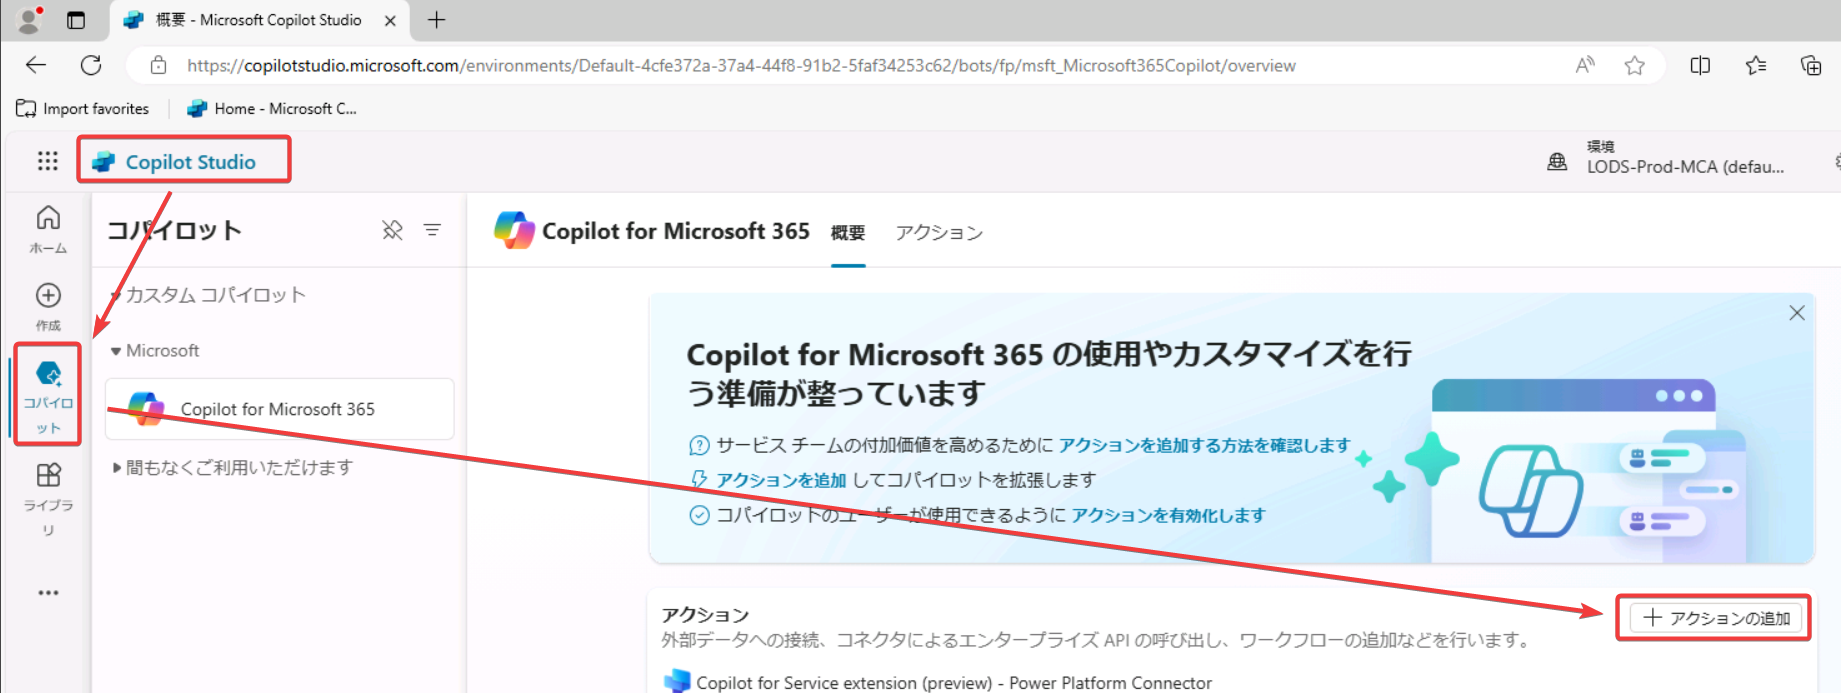 概要 - Microsoft Copilot Studio
https://copilotstudio.microsoft.com/environments/Default-4cfe372a-37a4-44f8-91b2-5faf34253c62/bots/fp/msft_Microsoft365Copilot/overview
Import favorites
Home - Microsoft C...
Copilot Studio
環境
LODS-Prod-MCA (defau...
ホーム
作成
コパイロ
ット
ライブラ
リ
コパイロット
カスタム コパイロット
Microsoft
Copilot for Microsoft 365
間もなくご利用いただけます
Copilot for Microsoft 365
概要
アクション
Copilot for Microsoft 365 の使用やカスタマイズを行
う準備が整っています
サービス チームの付加価値を高めるために アクションを追加する方法を確認します
アクションを追加 してコパイロットを拡張します
コパイロットのユーザーが使用できるように アクションを有効化します
アクション
外部データへの接続、コネクタによるエンタープライズ API の呼び出し、ワークフローの追加などを行います。
アクションの追加
Copilot for Service extension (preview) - Power Platform Connector